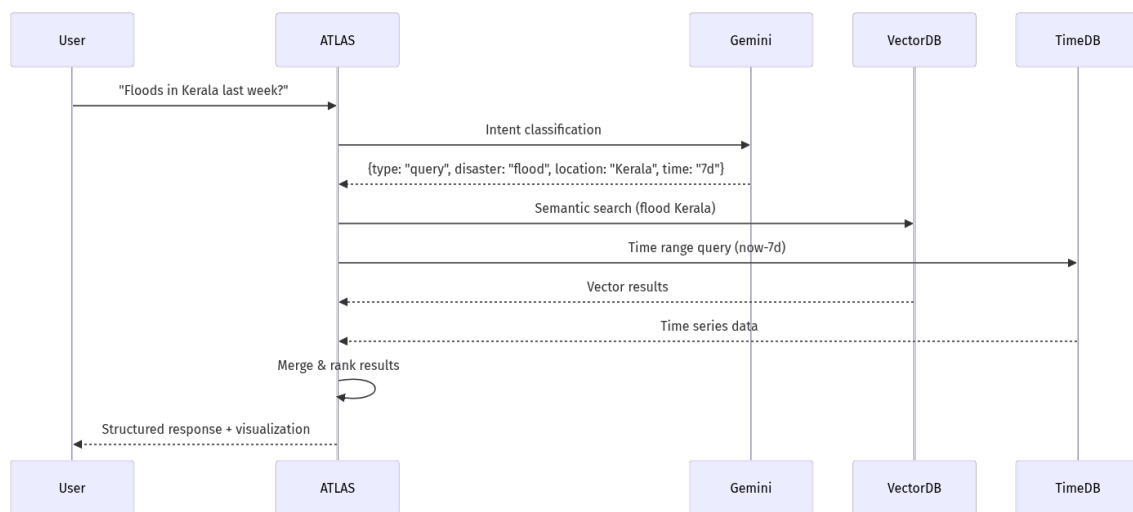 User
ATLAS
Gemini
VectorDB
TimeDB
"Floods in Kerala last week?"
Intent classification
{type: "query", disaster: "flood", location: "Kerala", time: "7d"}
Semantic search (flood Kerala)
Time range query (now-7d)
Vector results
Time series data
Merge & rank results
Structured response + visualization
User
ATLAS
Gemini
VectorDB
TimeDB